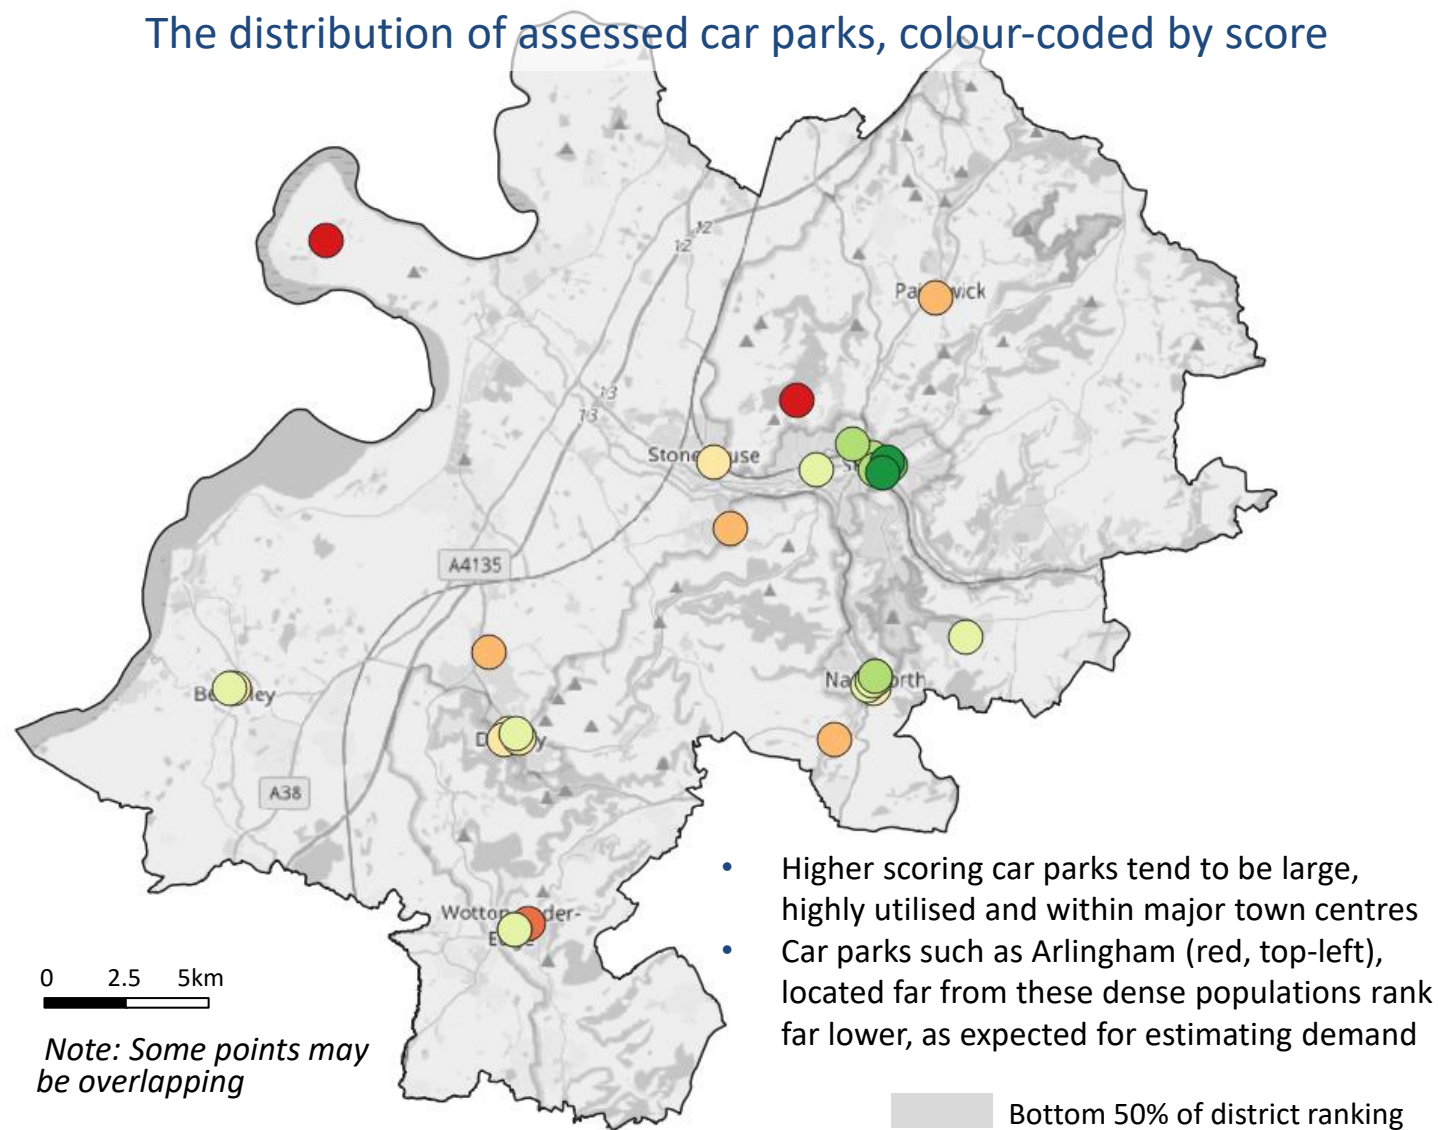 The distribution of assessed car parks, colour-coded by score
12
12
13
13
A4135
A38
• Higher scoring car parks tend to be large,
highly utilised and within major town centres
• Car parks such as Arlingham (red, top-left),
located far from these dense populations rank
far lower, as expected for estimating demand
0 2.5 5km
Note: Some points may
be overlapping
Bottom 50% of district ranking